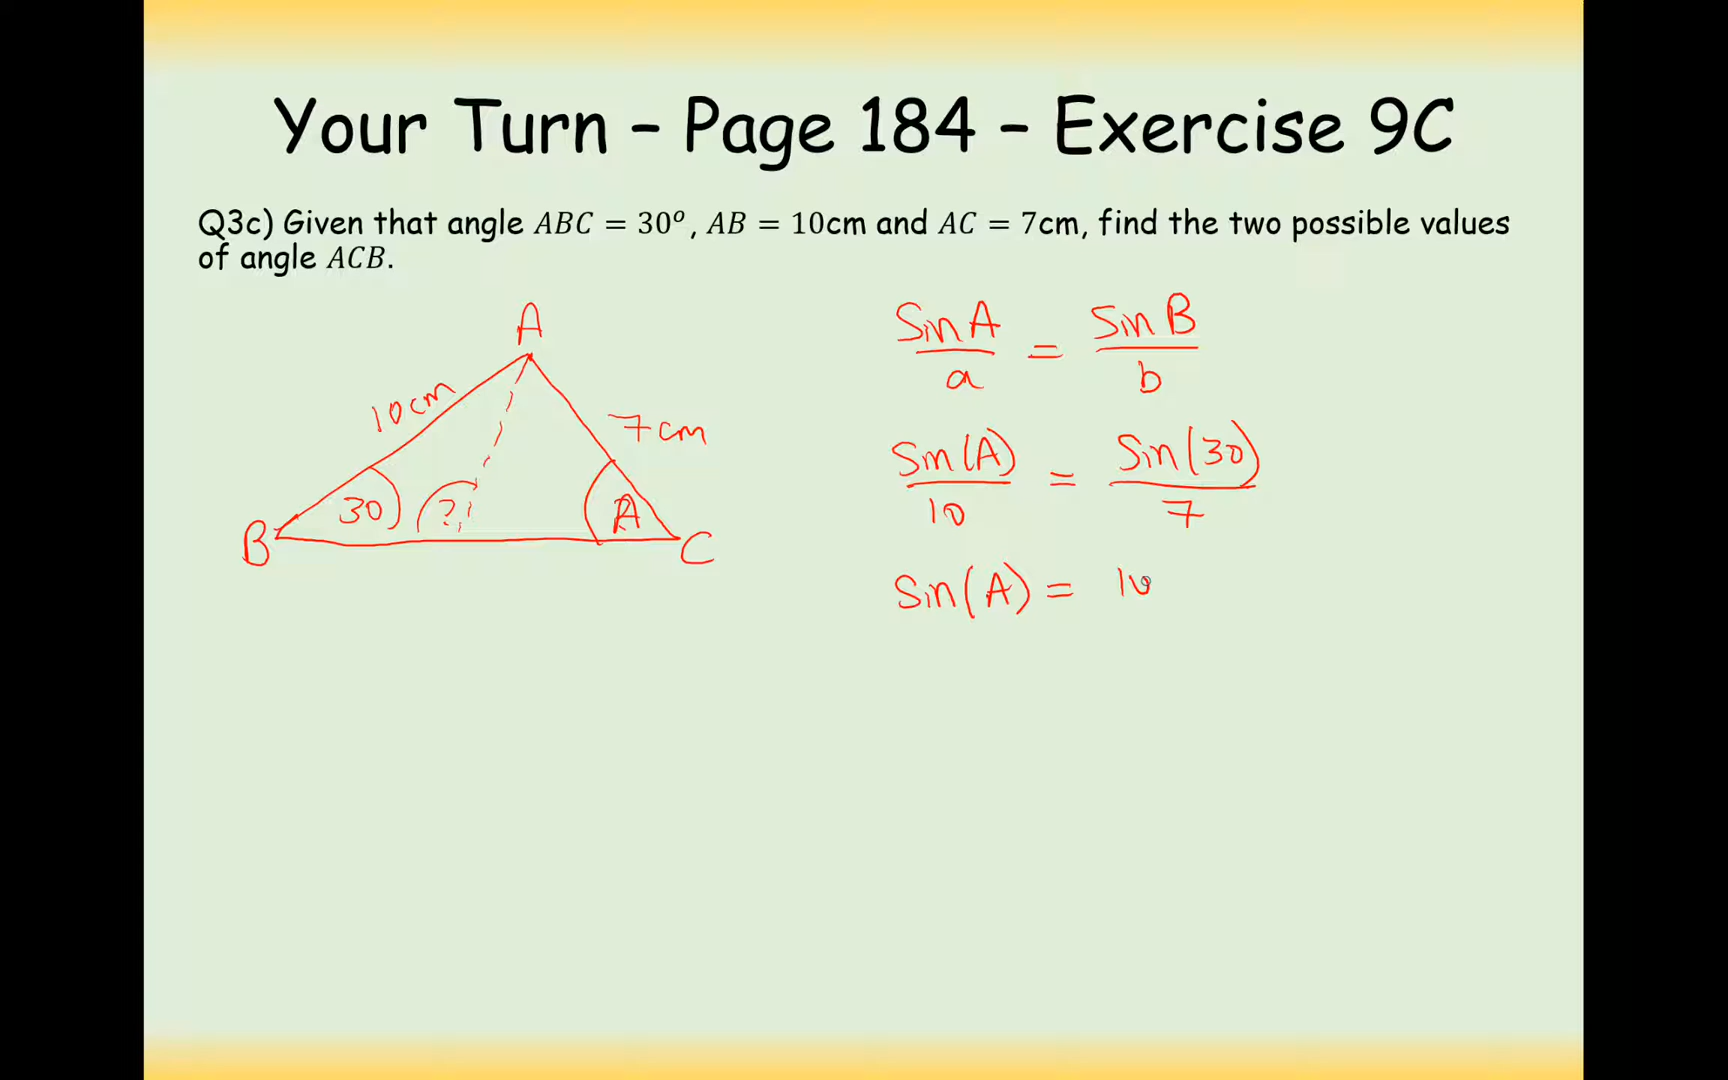 Your Turn – Page 184 – Exercise 9C
Q3c) Given that angle ABC = 30°, AB = 10cm and AC = 7cm, find the two possible values
of angle ACB.
A
10cm
7cm
30
?
A
B
C
Sin A / a = Sin B / b
Sin(A) / 10 = Sin(30) / 7
Sin(A) = 10